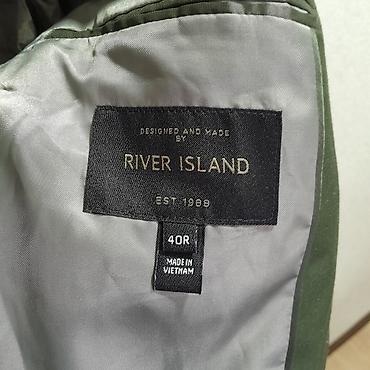 DESIGNED AND MADE
BY
RIVER ISLAND
EST 1988
40R
MADE IN
VIETNAM